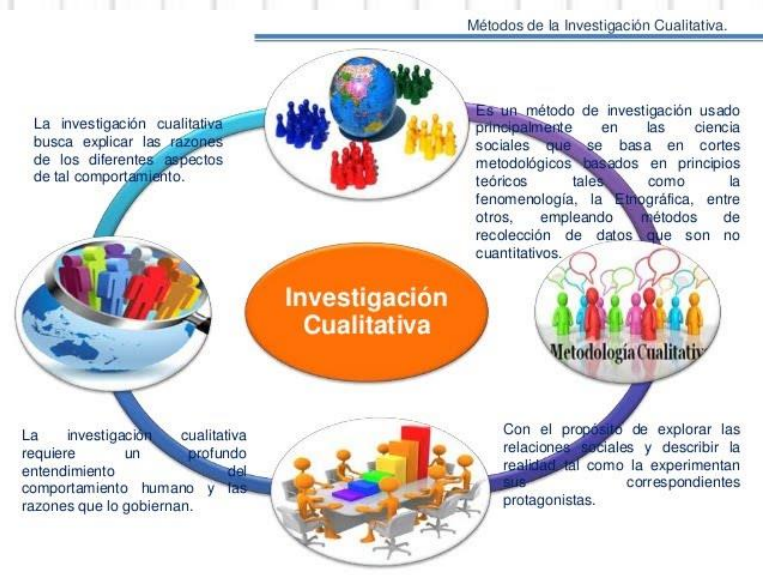 Métodos de la Investigación Cualitativa.
La investigación cualitativa
busca explicar las razones
de los diferentes aspectos
de tal comportamiento.
Es un método de investigación usado
principalmente en las ciencia
sociales que se basa en cortes
metodológicos basados en principios
teóricos tales como la
fenomenología, la Etnográfica, entre
otros, empleando métodos de
recolección de datos que son no
cuantitativos.
Investigación
Cualitativa
Metodología Cualitativ
La investigación cualitativa
requiere un profundo
entendimiento del
comportamiento humano y las
razones que lo gobiernan.
Con el propósito de explorar las
relaciones sociales y describir la
realidad tal como la experimentan
sus correspondientes
protagonistas.